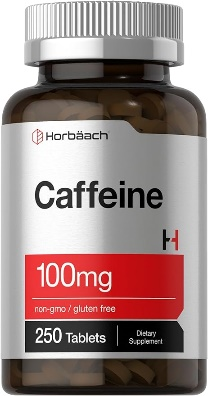 Horbäach
Caffeine
H
100mg
non-gmo / gluten free
250 Tablets
Dietary
Supplement